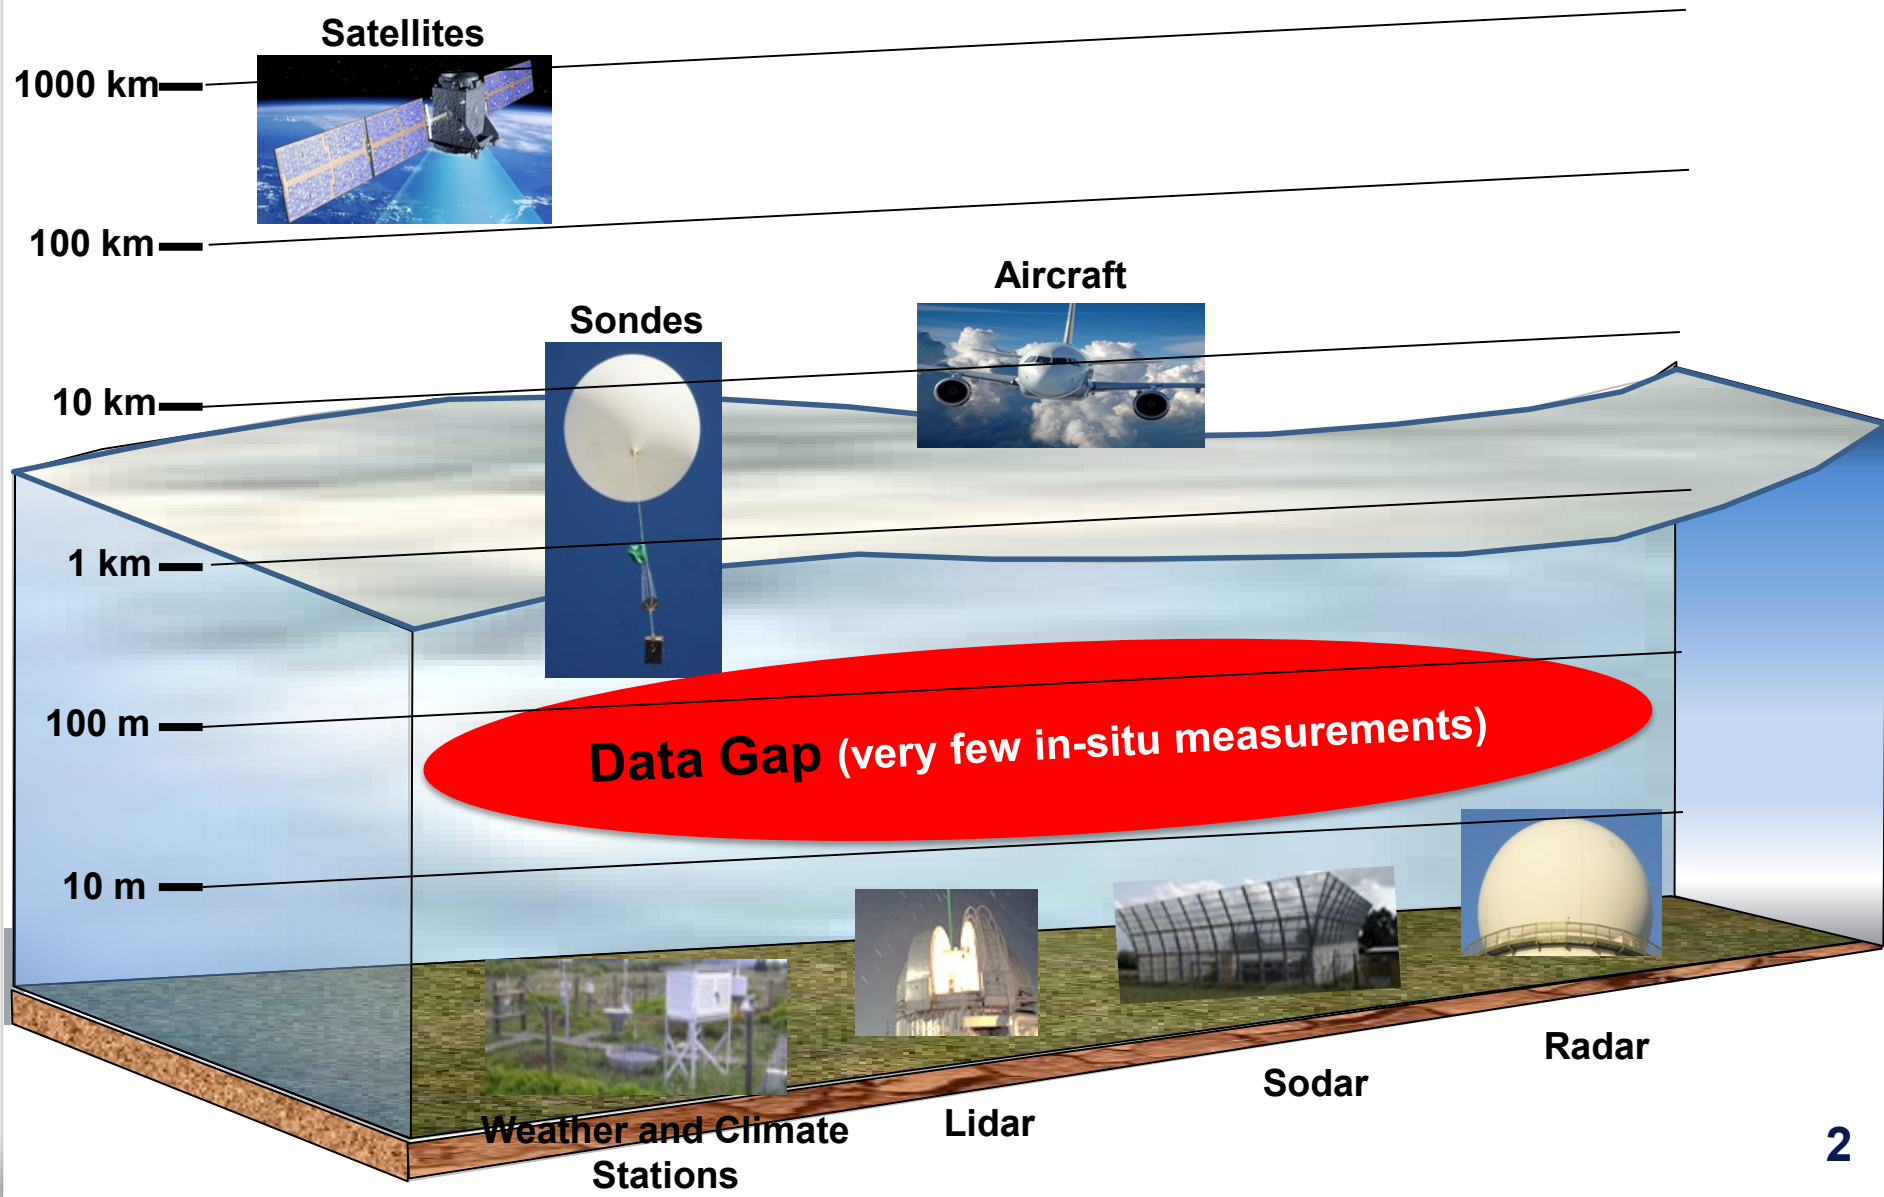 Satellites
1000 km
100 km
Aircraft
Sondes
10 km
1 km
100 m
Data Gap (very few in-situ measurements)
10 m
Radar
Sodar
Lidar
Weather and Climate
Stations
2